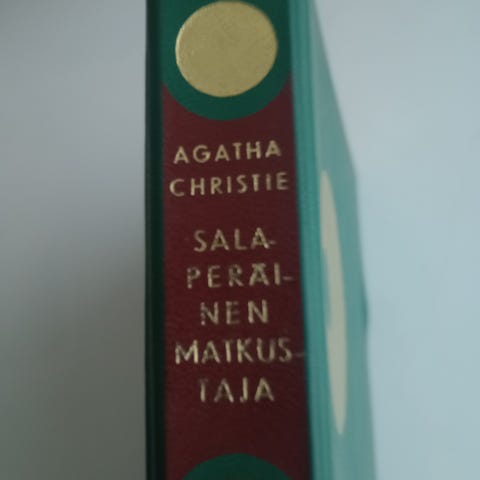 AGATHA
CHRISTIE
SALA-
PERÄI-
NEN
MATKUS-
TAJA